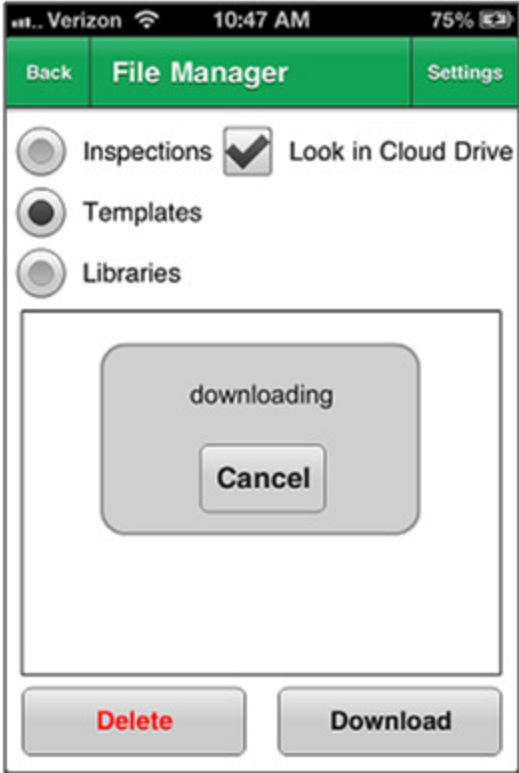 Verizon 10:47 AM 75%
Back File Manager Settings
Inspections Look in Cloud Drive
Templates
Libraries
downloading
Cancel
Delete Download